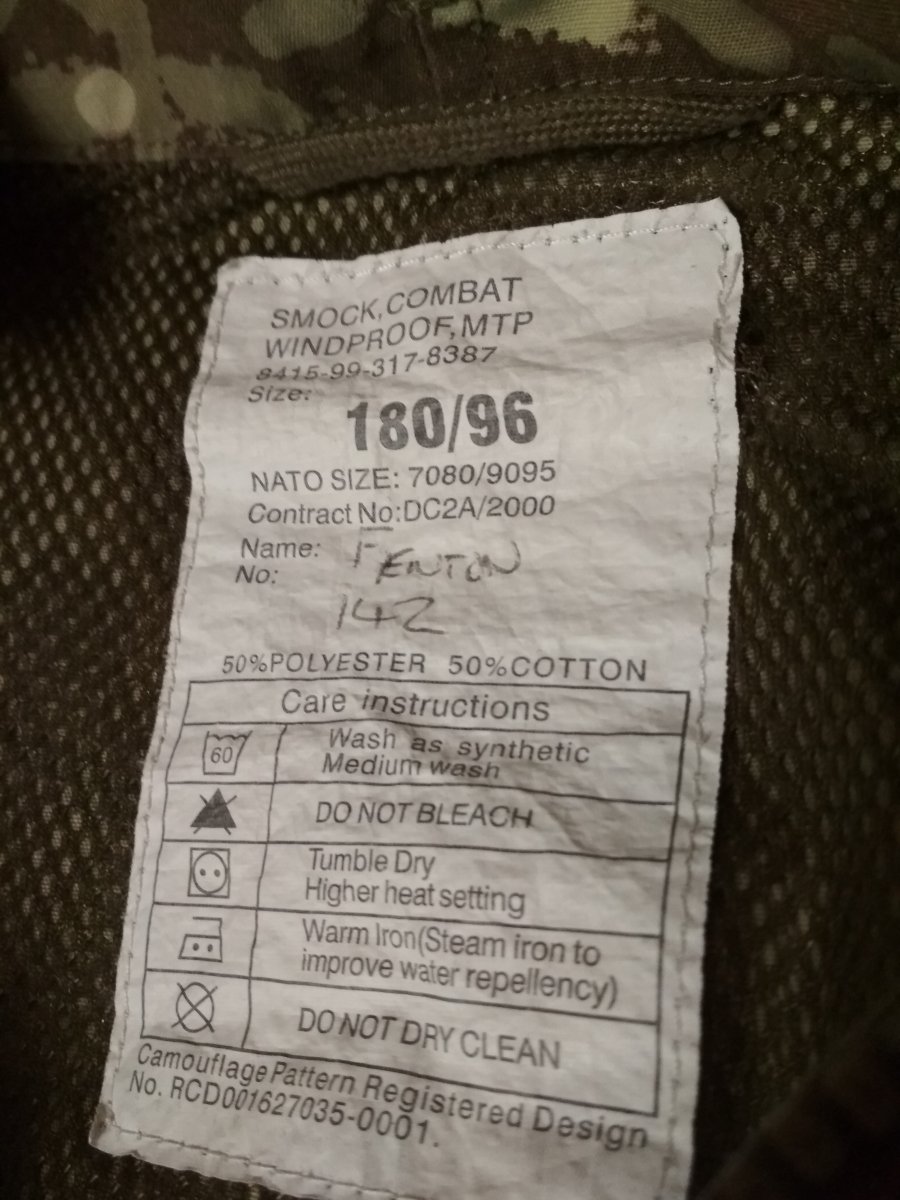 SMOCK,COMBAT
WINDPROOF,MTP
8415-99-317-8387
Size:
180/96
NATO SIZE: 7080/9095
Contract No:DC2A/2000
Name: FENTON
No: 142
50%POLYESTER 50%COTTON
Care instructions
60 Wash as synthetic
Medium wash
DO NOT BLEACH
Tumble Dry
Higher heat setting
Warm Iron(Steam iron to
improve water repellency)
DO NOT DRY CLEAN
Camouflage Pattern Registered Design
No. RCD001627035-0001.